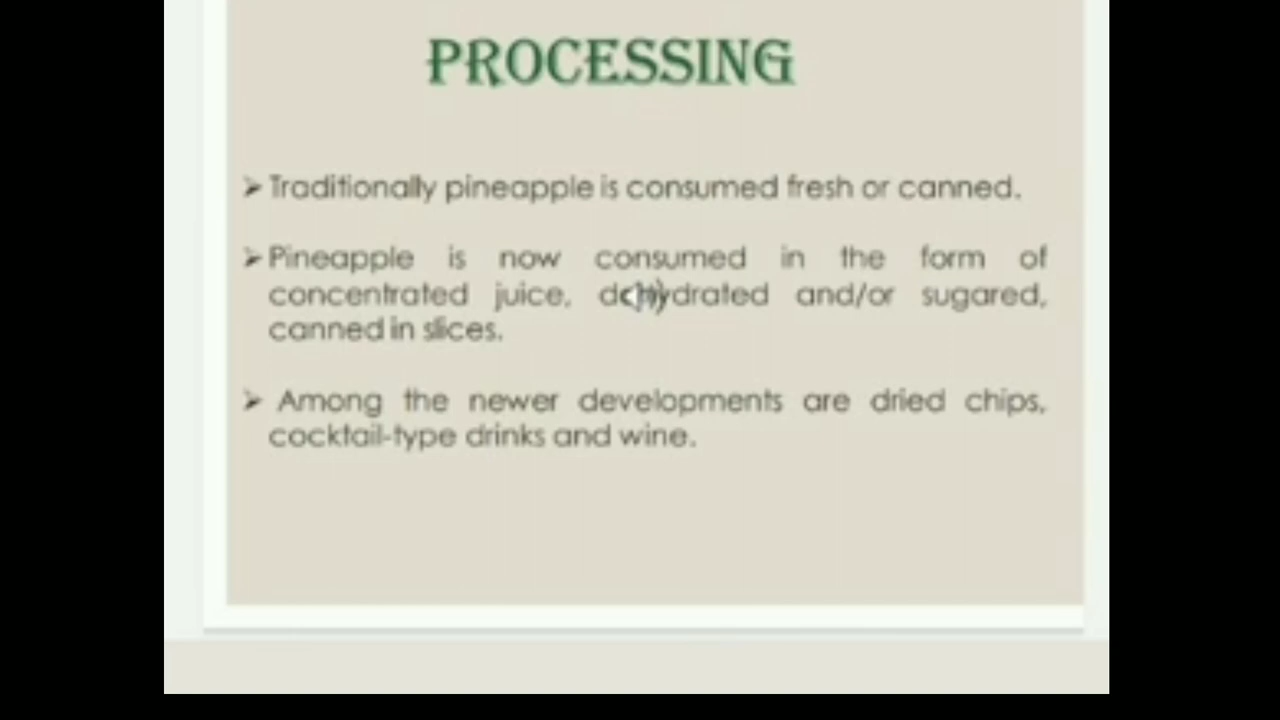 PROCESSING
➢ Traditionally pineapple is consumed fresh or canned.
➢ Pineapple is now consumed in the form of
concentrated juice, dehydrated and/or sugared,
canned in slices.
➢ Among the newer developments are dried chips,
cocktail-type drinks and wine.